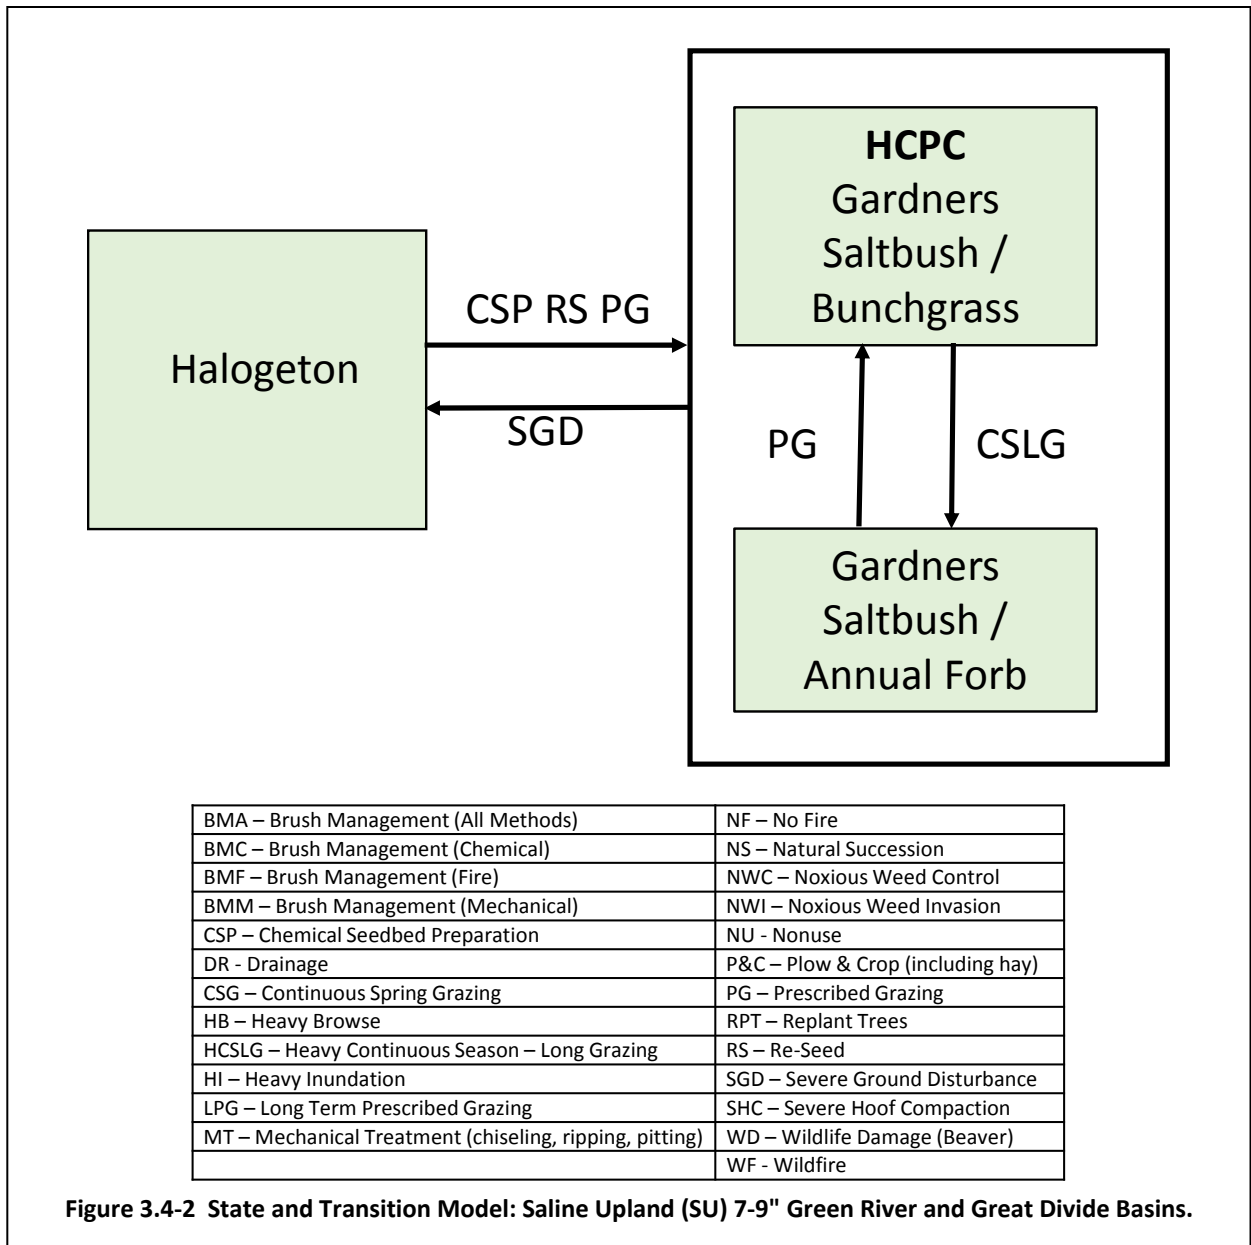 HCPC
Gardners
Saltbush /
Bunchgrass
Halogeton
CSP RS PG
SGD
PG
CSLG
Gardners
Saltbush /
Annual Forb
BMA – Brush Management (All Methods)
NF – No Fire
BMC – Brush Management (Chemical)
NS – Natural Succession
BMF – Brush Management (Fire)
NWC – Noxious Weed Control
BMM – Brush Management (Mechanical)
NWI – Noxious Weed Invasion
CSP – Chemical Seedbed Preparation
NU - Nonuse
DR - Drainage
P&C – Plow & Crop (including hay)
CSG – Continuous Spring Grazing
PG – Prescribed Grazing
HB – Heavy Browse
RPT – Replant Trees
HCSLG – Heavy Continuous Season – Long Grazing
RS – Re-Seed
HI – Heavy Inundation
SGD – Severe Ground Disturbance
LPG – Long Term Prescribed Grazing
SHC – Severe Hoof Compaction
MT – Mechanical Treatment (chiseling, ripping, pitting)
WD – Wildlife Damage (Beaver)
WF - Wildfire
Figure 3.4-2 State and Transition Model: Saline Upland (SU) 7-9" Green River and Great Divide Basins.